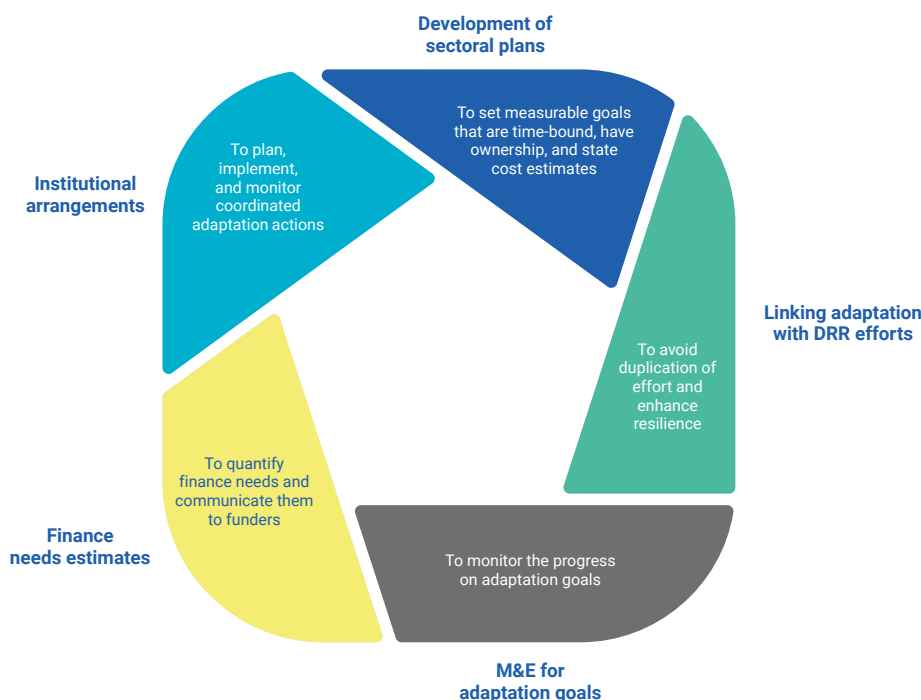 Development of
sectoral plans
To set measurable goals
that are time-bound, have
ownership, and state
cost estimates
To plan,
implement,
and monitor
coordinated
adaptation actions
Institutional
arrangements
Linking adaptation
with DRR efforts
To avoid
duplication of
effort and
enhance
resilience
To quantify
finance needs and
communicate them
to funders
Finance
needs estimates
To monitor the progress
on adaptation goals
M&E for
adaptation goals